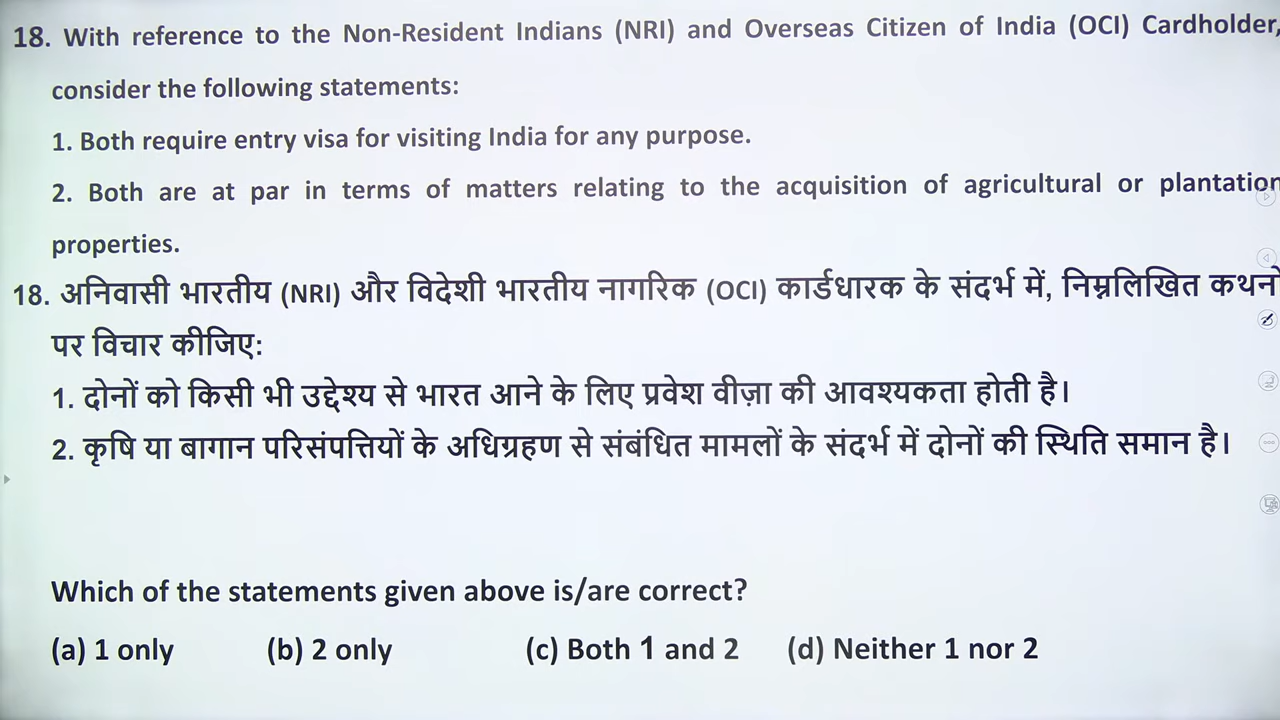 18. With reference to the Non-Resident Indians (NRI) and Overseas Citizen of India (OCI) Cardholder,
consider the following statements:
1. Both require entry visa for visiting India for any purpose.
2. Both are at par in terms of matters relating to the acquisition of agricultural or plantation
properties.
18. अनिवासी भारतीय (NRI) और विदेशी भारतीय नागरिक (OCI) कार्डधारक के संदर्भ में, निम्नलिखित कथनों
पर विचार कीजिए:
1. दोनों को किसी भी उद्देश्य से भारत आने के लिए प्रवेश वीज़ा की आवश्यकता होती है।
2. कृषि या बागान परिसंपत्तियों के अधिग्रहण से संबंधित मामलों के संदर्भ में दोनों की स्थिति समान है।
Which of the statements given above is/are correct?
(a) 1 only (b) 2 only (c) Both 1 and 2 (d) Neither 1 nor 2